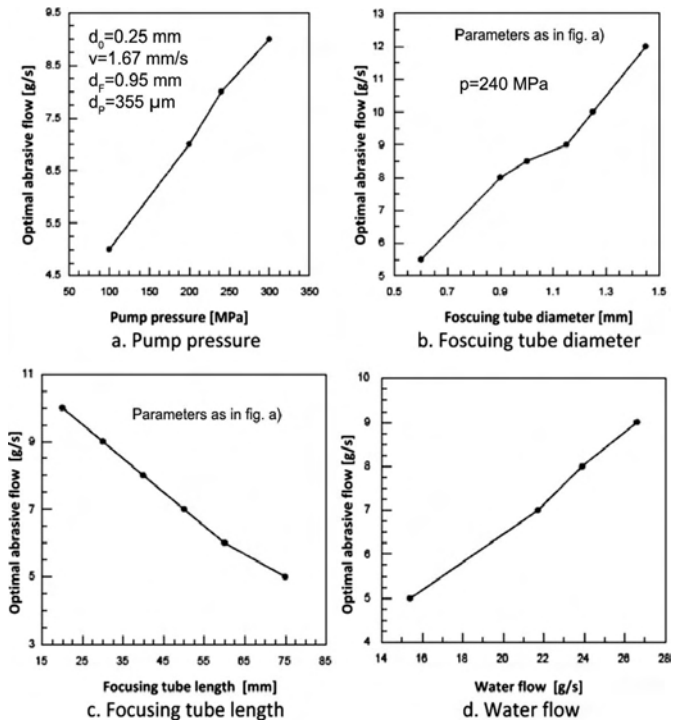 Optimal abrasive flow [g/s]
9.5
8.5
7.5
6.5
5.5
4.5
d0=0.25 mm
v=1.67 mm/s
dF=0.95 mm
dP=355 µm
50 100 150 200 250 300 350
Pump pressure [MPa]
a. Pump pressure
Optimal abrasive flow [g/s]
13
12
11
10
9
8
7
6
5
Parameters as in fig. a)
p=240 MPa
0.5 0.7 0.9 1.1 1.3 1.5
Foscuing tube diameter [mm]
b. Foscuing tube diameter
Optimal abrasive flow [g/s]
11
9
7
5
3
Parameters as in fig. a)
15 25 35 45 55 65 75 85
Focusing tube length [mm]
c. Focusing tube length
Optimal abrasive flow [g/s]
10
9
8
7
6
5
4
14 16 18 20 22 24 26 28
Water flow [g/s]
d. Water flow